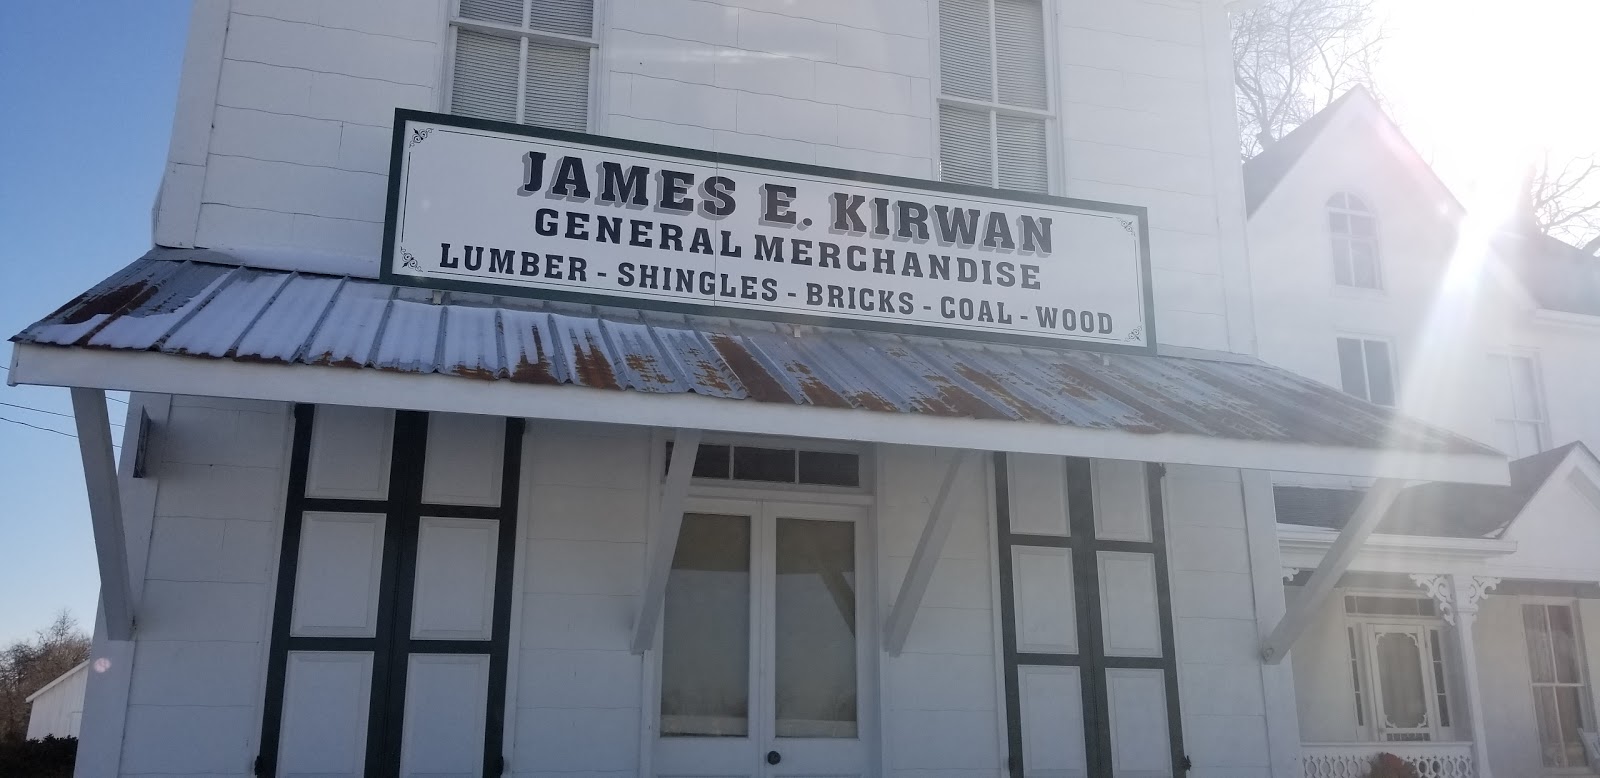 JAMES E. KIRWAN
GENERAL MERCHANDISE
LUMBER - SHINGLES - BRICKS - COAL - WOOD